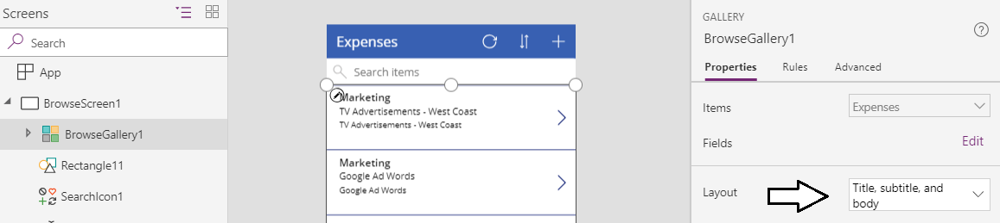 Screens
Search
App
BrowseScreen1
BrowseGallery1
Rectangle11
SearchIcon1
Expenses
Search items
Marketing
TV Advertisements - West Coast
TV Advertisements - West Coast
Marketing
Google Ad Words
Google Ad Words
GALLERY
BrowseGallery1
Properties
Rules
Advanced
Items
Expenses
Fields
Edit
Layout
Title, subtitle, and
body